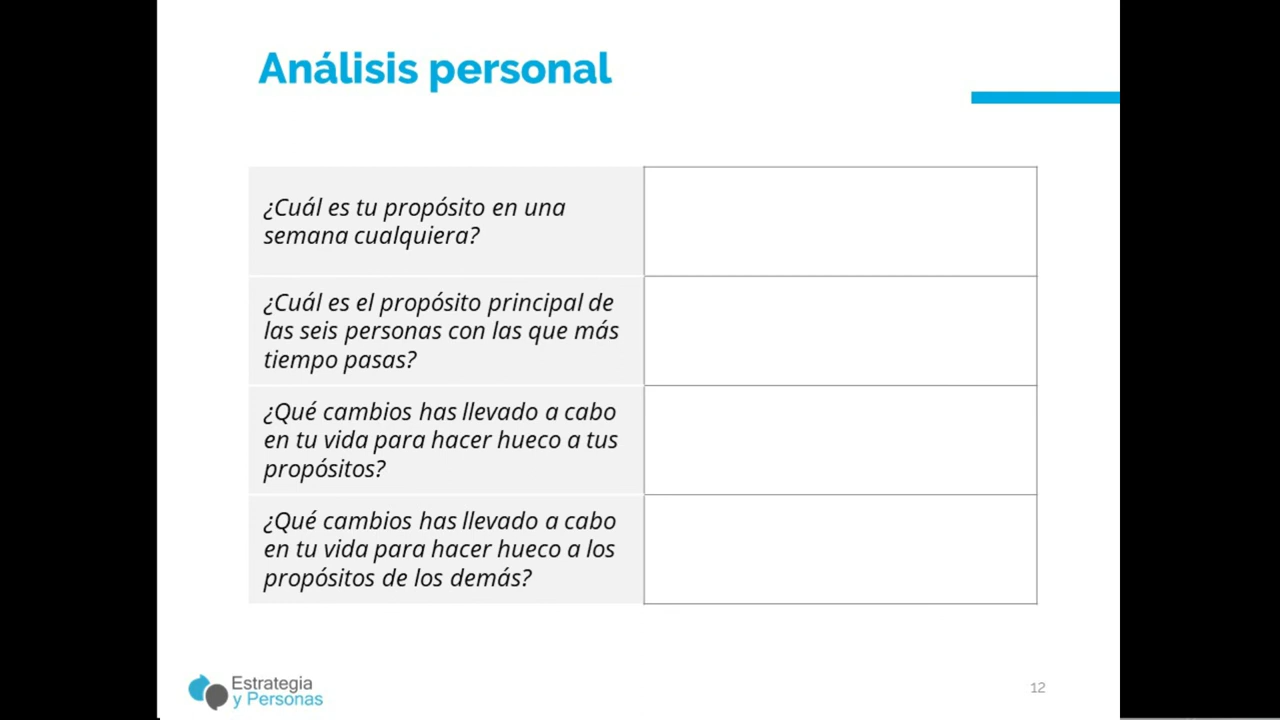 Análisis personal
¿Cuál es tu propósito en una
semana cualquiera?
¿Cuál es el propósito principal de
las seis personas con las que más
tiempo pasas?
¿Qué cambios has llevado a cabo
en tu vida para hacer hueco a tus
propósitos?
¿Qué cambios has llevado a cabo
en tu vida para hacer hueco a los
propósitos de los demás?
Estrategia
y Personas
12